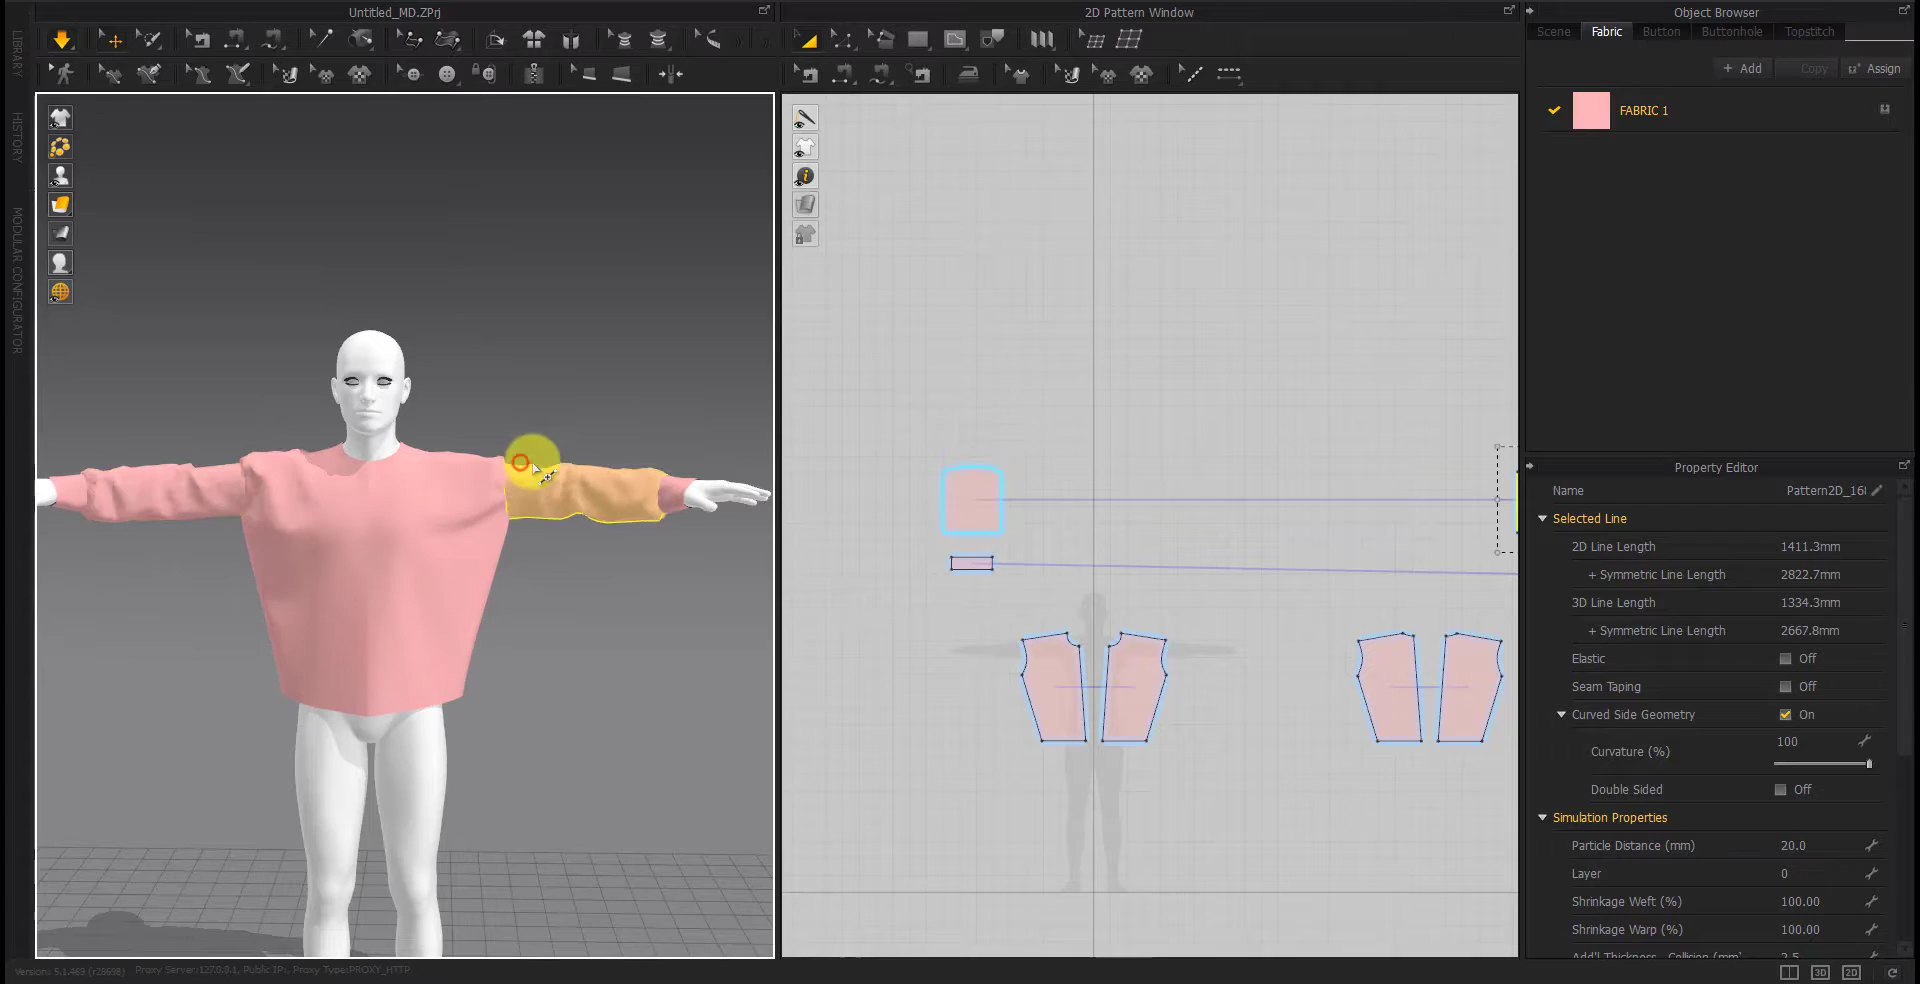 Untitled_MD.ZPrj
2D Pattern Window
Object Browser
LIBRARY
HISTORY
MODULAR CONFIGURATOR
Scene
Fabric
Button
Buttonhole
Topstitch
+ Add
Copy
Assign
FABRIC 1
Property Editor
Name Pattern2D_16
Selected Line
2D Line Length 1411.3mm
+ Symmetric Line Length 2822.7mm
3D Line Length 1334.3mm
+ Symmetric Line Length 2667.8mm
Elastic Off
Seam Taping Off
Curved Side Geometry On
Curvature (%) 100
Double Sided Off
Simulation Properties
Particle Distance (mm) 20.0
Layer 0
Shrinkage Weft (%) 100.00
Shrinkage Warp (%) 100.00
Add'l Thickness - Collision (mm) 2.5
Version: 5.1.469 (r28698) Proxy Server:127.0.0.1, Public IP:, Proxy Type:PROXY_HTTP
3D
2D